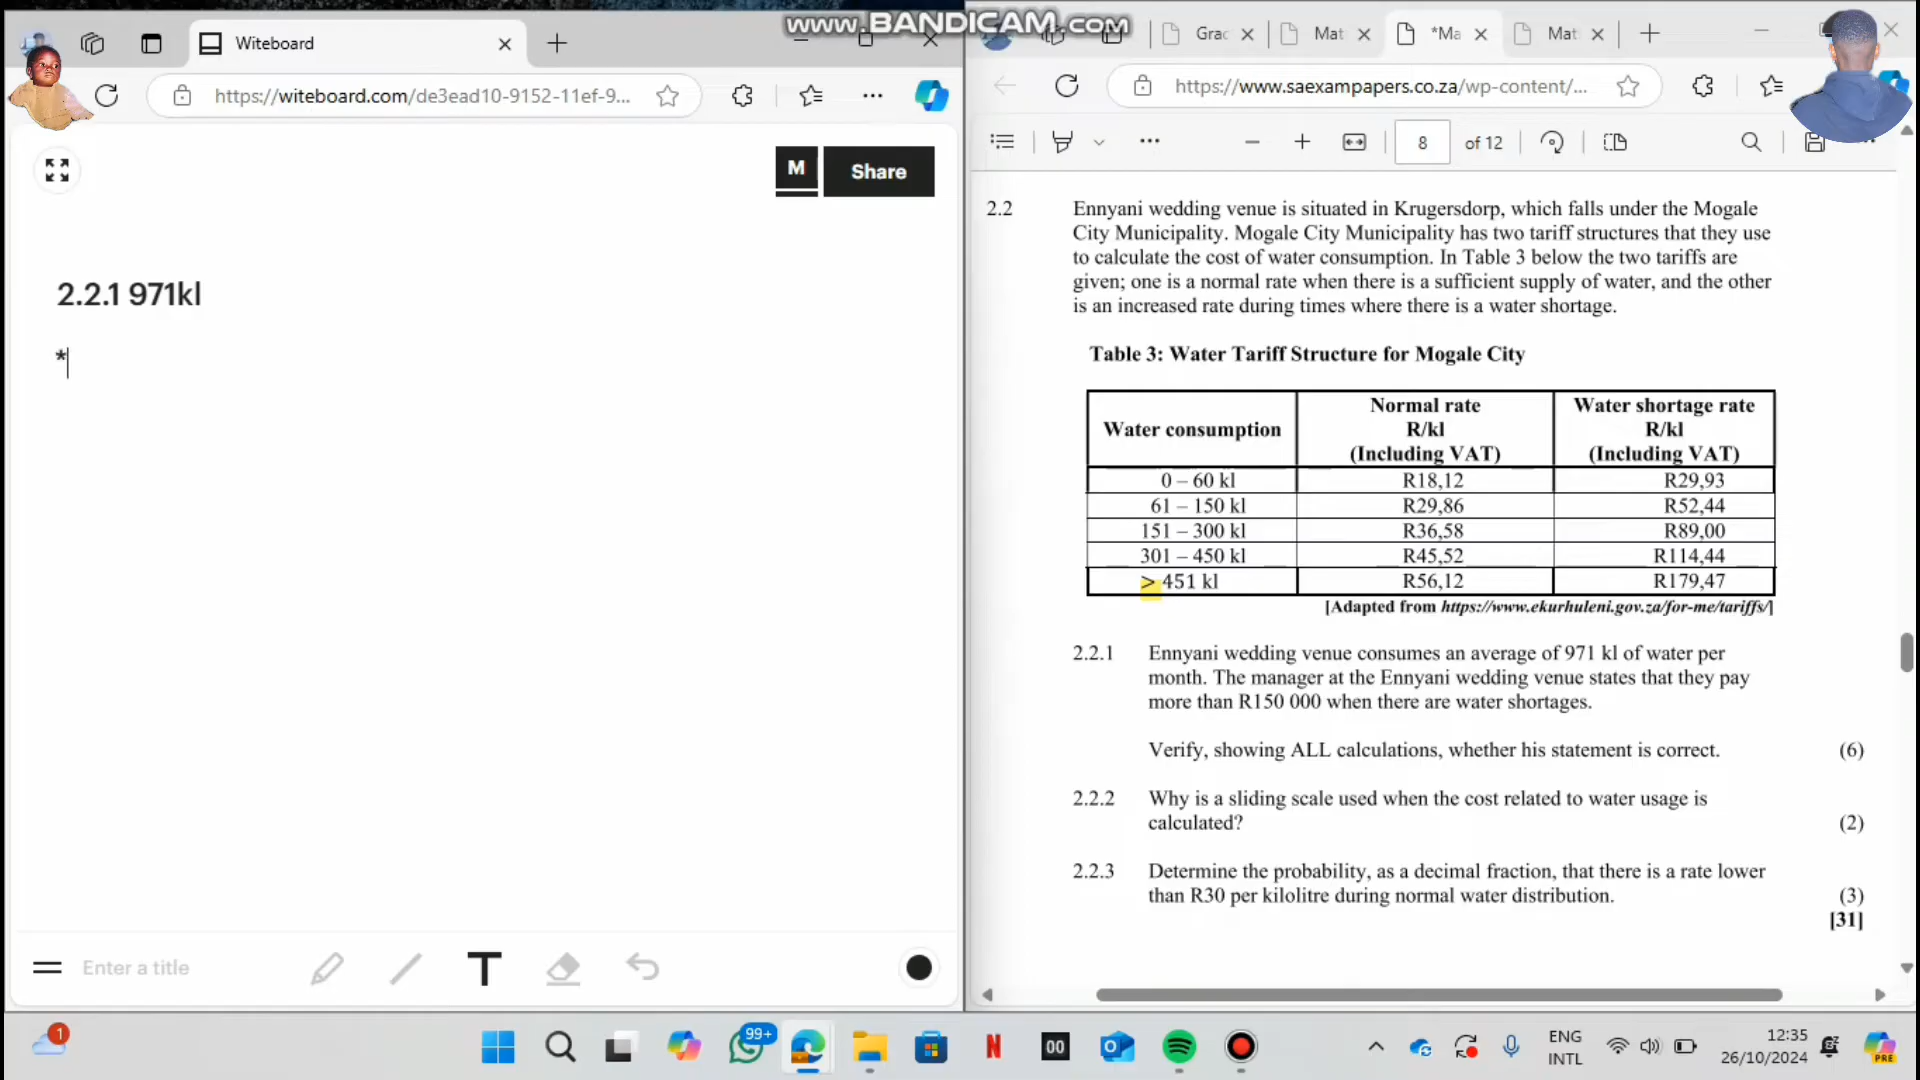 www.BANDICAM.com
Witeboard
https://witeboard.com/de3ead10-9152-11ef-9...
M
Share
2.2.1 971kl
*
Enter a title
Grac
Mat
*Ma
Mat
https://www.saexampapers.co.za/wp-content/...
8
of 12
2.2 Ennyani wedding venue is situated in Krugersdorp, which falls under the Mogale
City Municipality. Mogale City Municipality has two tariff structures that they use
to calculate the cost of water consumption. In Table 3 below the two tariffs are
given; one is a normal rate when there is a sufficient supply of water, and the other
is an increased rate during times where there is a water shortage.
Table 3: Water Tariff Structure for Mogale City
Water consumption
Normal rate
R/kl
(Including VAT)
Water shortage rate
R/kl
(Including VAT)
0 – 60 kl R18,12 R29,93
61 – 150 kl R29,86 R52,44
151 – 300 kl R36,58 R89,00
301 – 450 kl R45,52 R114,44
> 451 kl R56,12 R179,47
[Adapted from https://www.ekurhuleni.gov.za/for-me/tariffs/]
2.2.1 Ennyani wedding venue consumes an average of 971 kl of water per
month. The manager at the Ennyani wedding venue states that they pay
more than R150 000 when there are water shortages.
Verify, showing ALL calculations, whether his statement is correct. (6)
2.2.2 Why is a sliding scale used when the cost related to water usage is
calculated? (2)
2.2.3 Determine the probability, as a decimal fraction, that there is a rate lower
than R30 per kilolitre during normal water distribution. (3)
[31]
1
99+
N
ENG
INTL
12:35
26/10/2024
PRE